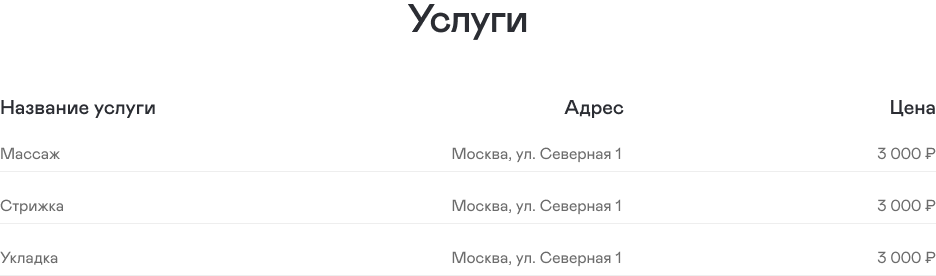 Услуги
Название услуги Адрес Цена
Массаж Москва, ул. Северная 1 3 000 ₽
Стрижка Москва, ул. Северная 1 3 000 ₽
Укладка Москва, ул. Северная 1 3 000 ₽